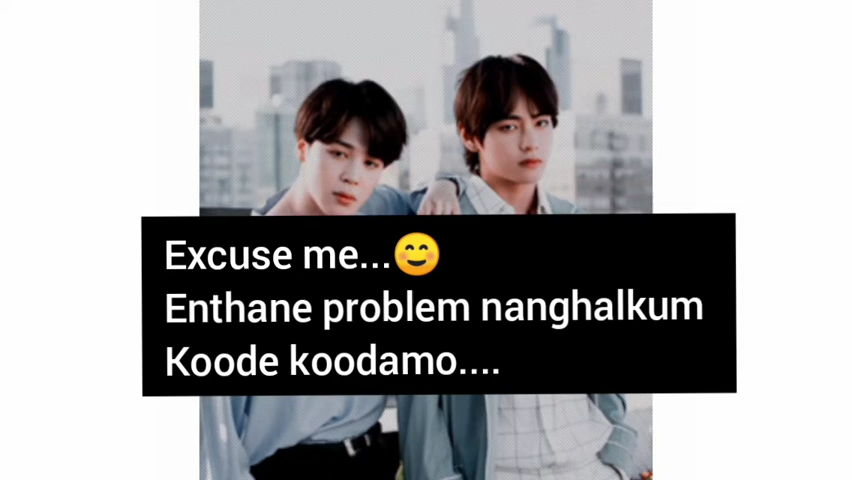 Excuse me...😊
Enthane problem nanghalkum
Koode koodamo....